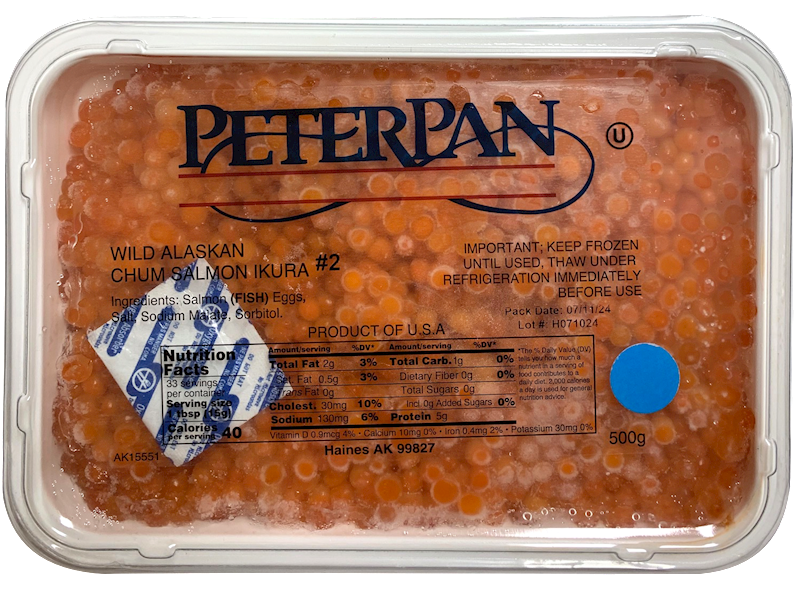 PETERPAN
U
WILD ALASKAN
CHUM SALMON IKURA #2
Ingredients: Salmon (FISH) Eggs,
Salt, Sodium Malate, Sorbitol.
IMPORTANT; KEEP FROZEN
UNTIL USED, THAW UNDER
REFRIGERATION IMMEDIATELY
BEFORE USE
Pack Date: 07/11/24
Lot #: H071024
PRODUCT OF U.S.A
Nutrition
Facts
33 servings
per container
Serving size
1 tbsp (15g)
Calories
per serving 40
Amount/serving %DV* Amount/serving %DV*
Total Fat 2g 3% Total Carb. 1g 0%
Sat. Fat 0.5g 3% Dietary Fiber 0g 0%
Trans Fat 0g Total Sugars 0g
Cholest. 30mg 10% Incl. 0g Added Sugars 0%
Sodium 130mg 6% Protein 5g
Vitamin D 0.9mcg 4% • Calcium 10mg 0% • Iron 0.4mg 2% • Potassium 30mg 0%
*The % Daily Value (DV)
tells you how much a
nutrient in a serving of
food contributes to a
daily diet. 2,000 calories
a day is used for general
nutrition advice.
500g
AK15551
Haines AK 99827